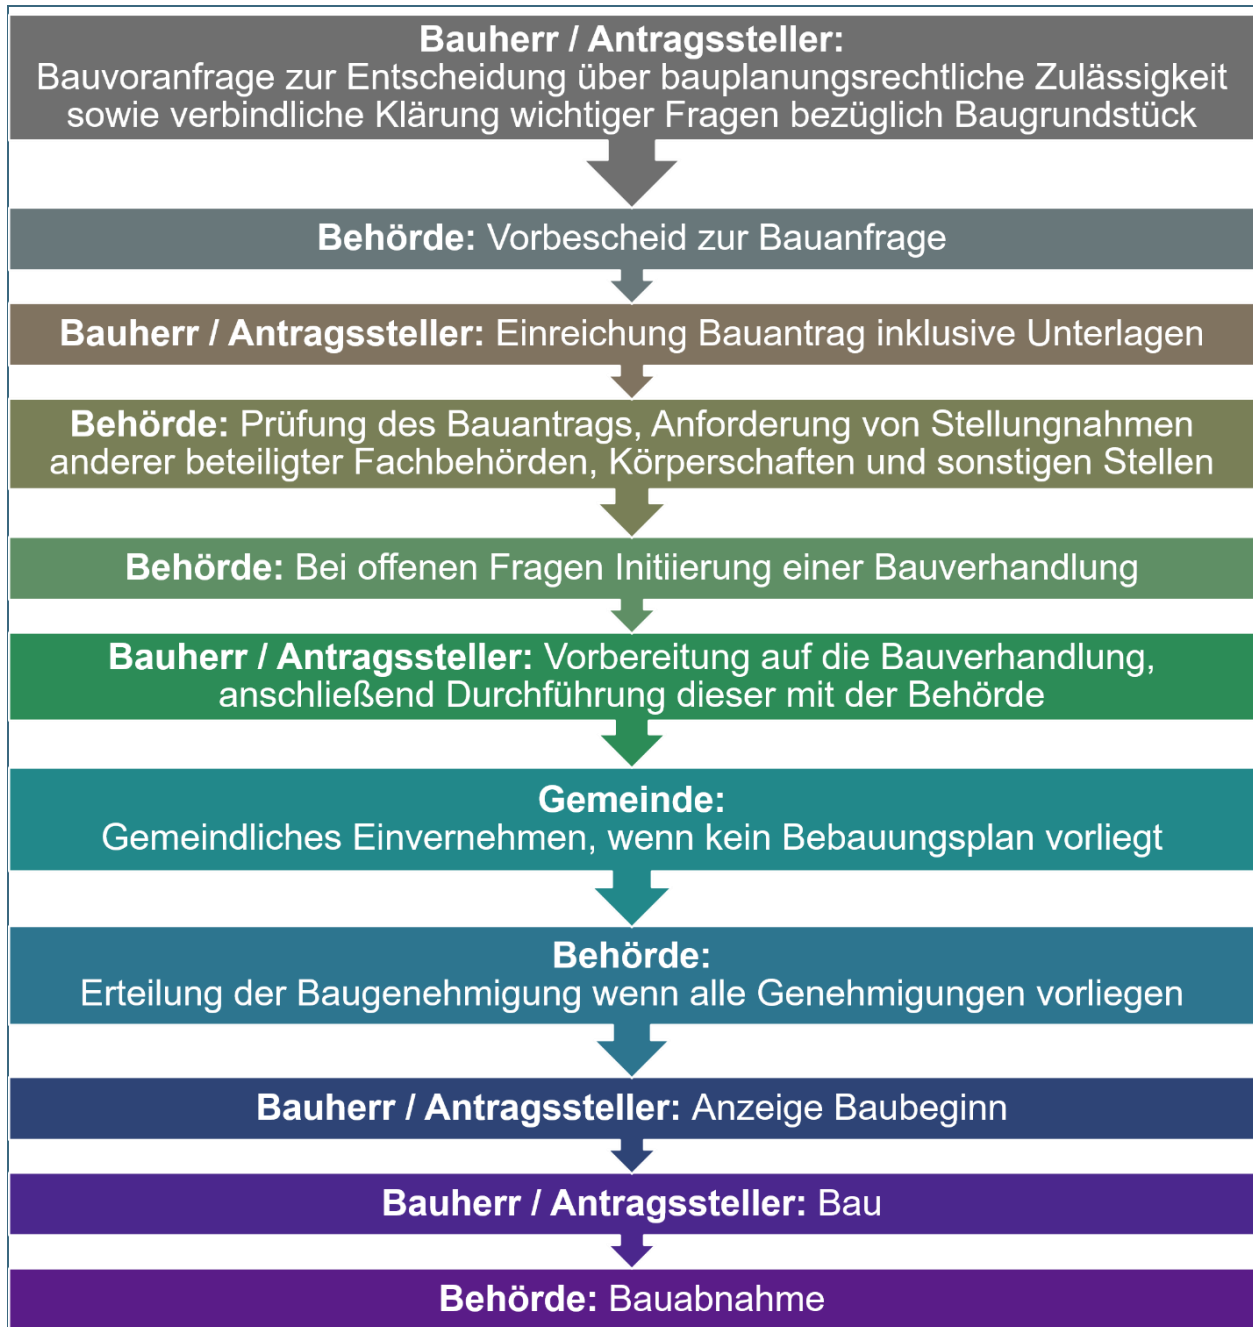 Bauherr / Antragssteller:
Bauvoranfrage zur Entscheidung über bauplanungsrechtliche Zulässigkeit
sowie verbindliche Klärung wichtiger Fragen bezüglich Baugrundstück
Behörde: Vorbescheid zur Bauanfrage
Bauherr / Antragssteller: Einreichung Bauantrag inklusive Unterlagen
Behörde: Prüfung des Bauantrags, Anforderung von Stellungnahmen
anderer beteiligter Fachbehörden, Körperschaften und sonstigen Stellen
Behörde: Bei offenen Fragen Initiierung einer Bauverhandlung
Bauherr / Antragssteller: Vorbereitung auf die Bauverhandlung,
anschließend Durchführung dieser mit der Behörde
Gemeinde:
Gemeindliches Einvernehmen, wenn kein Bebauungsplan vorliegt
Behörde:
Erteilung der Baugenehmigung wenn alle Genehmigungen vorliegen
Bauherr / Antragssteller: Anzeige Baubeginn
Bauherr / Antragssteller: Bau
Behörde: Bauabnahme